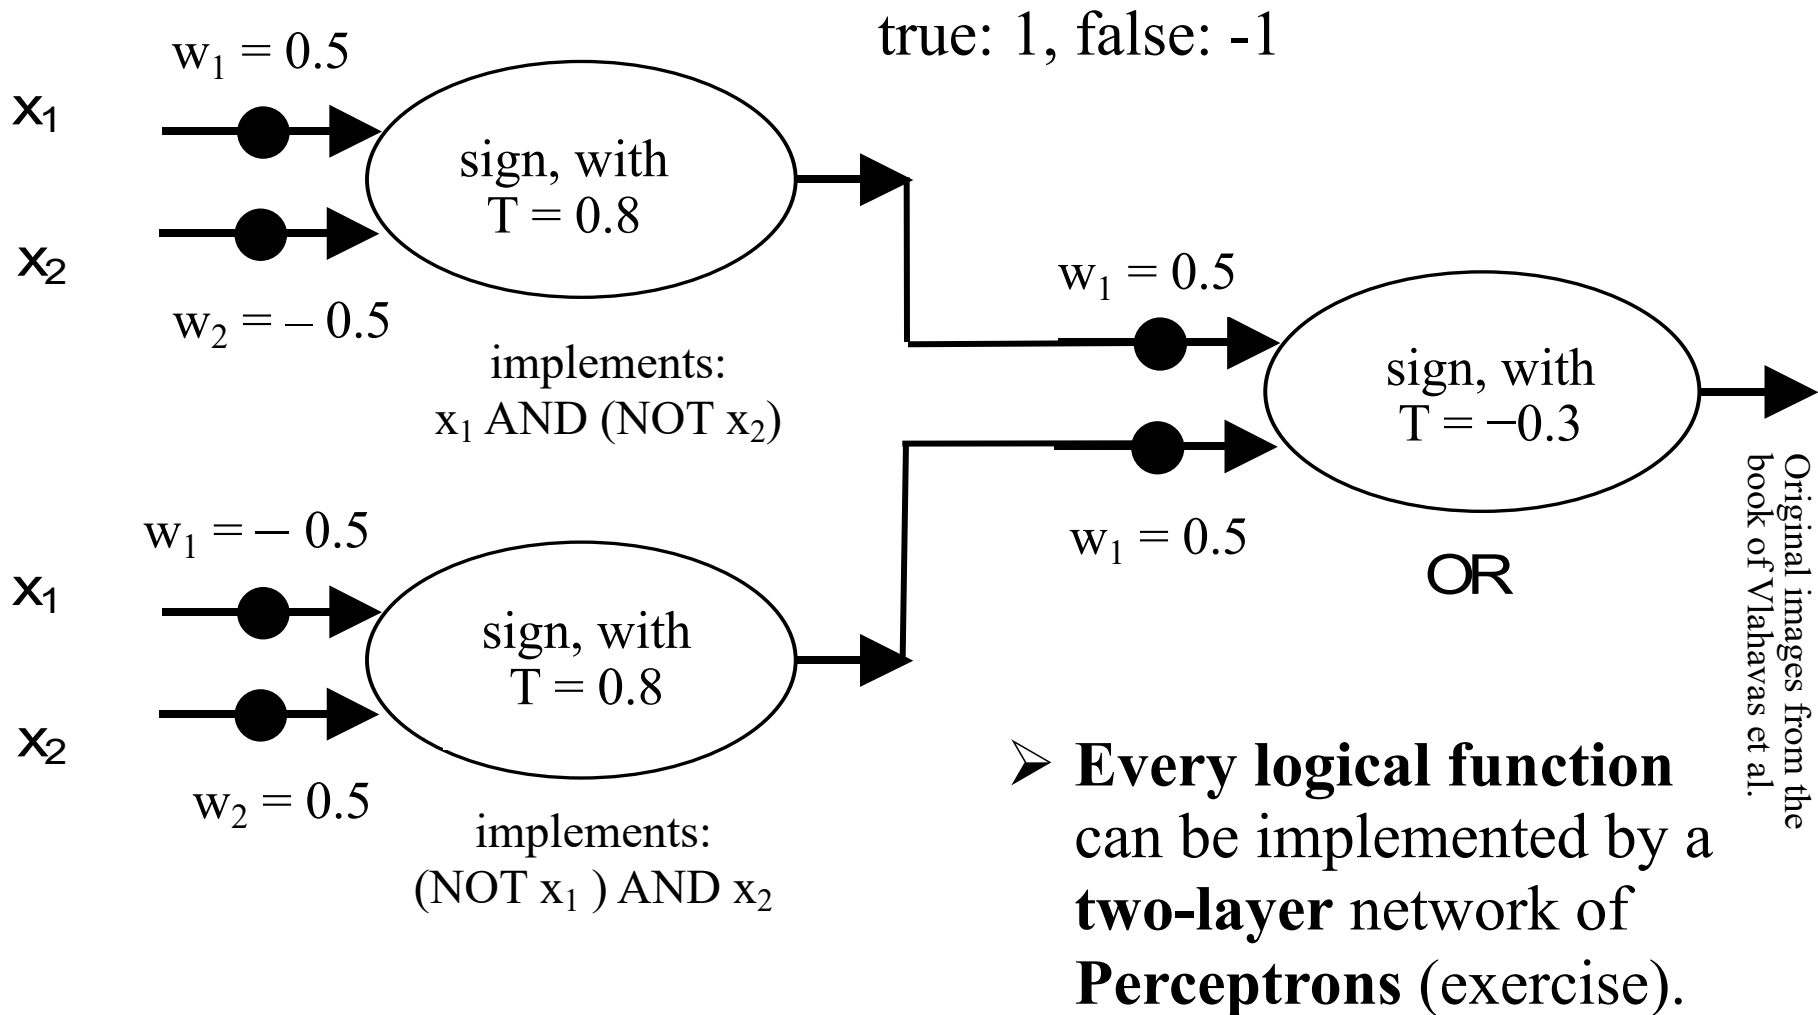 true: 1, false: -1
w₁ = 0.5
x₁
x₂
w₂ = – 0.5
sign, with
T = 0.8
implements:
x₁ AND (NOT x₂)
w₁ = – 0.5
x₁
x₂
w₂ = 0.5
sign, with
T = 0.8
implements:
(NOT x₁ ) AND x₂
w₁ = 0.5
w₁ = 0.5
sign, with
T = −0.3
OR
Original images from the
book of Vlahavas et al.
➢ Every logical function
can be implemented by a
two-layer network of
Perceptrons (exercise).